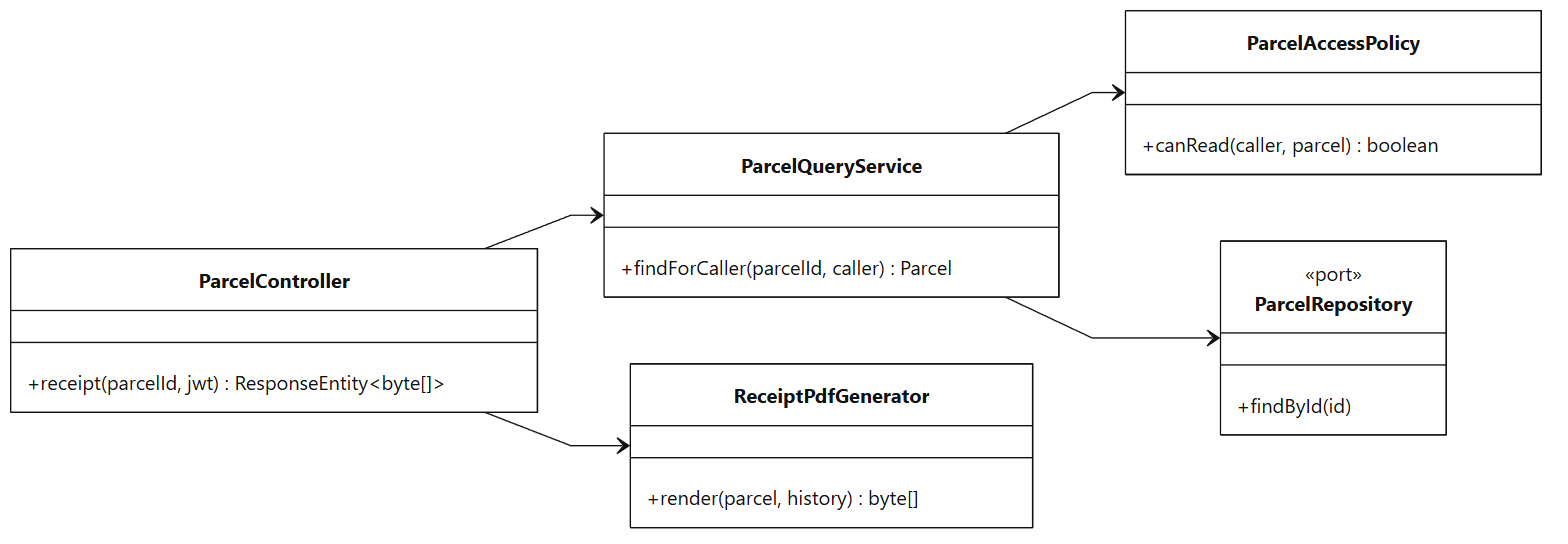 ParcelAccessPolicy
+canRead(caller, parcel) : boolean
ParcelQueryService
+findForCaller(parcelId, caller) : Parcel
ParcelController
+receipt(parcelId, jwt) : ResponseEntity<byte[]>
«port»
ParcelRepository
+findById(id)
ReceiptPdfGenerator
+render(parcel, history) : byte[]